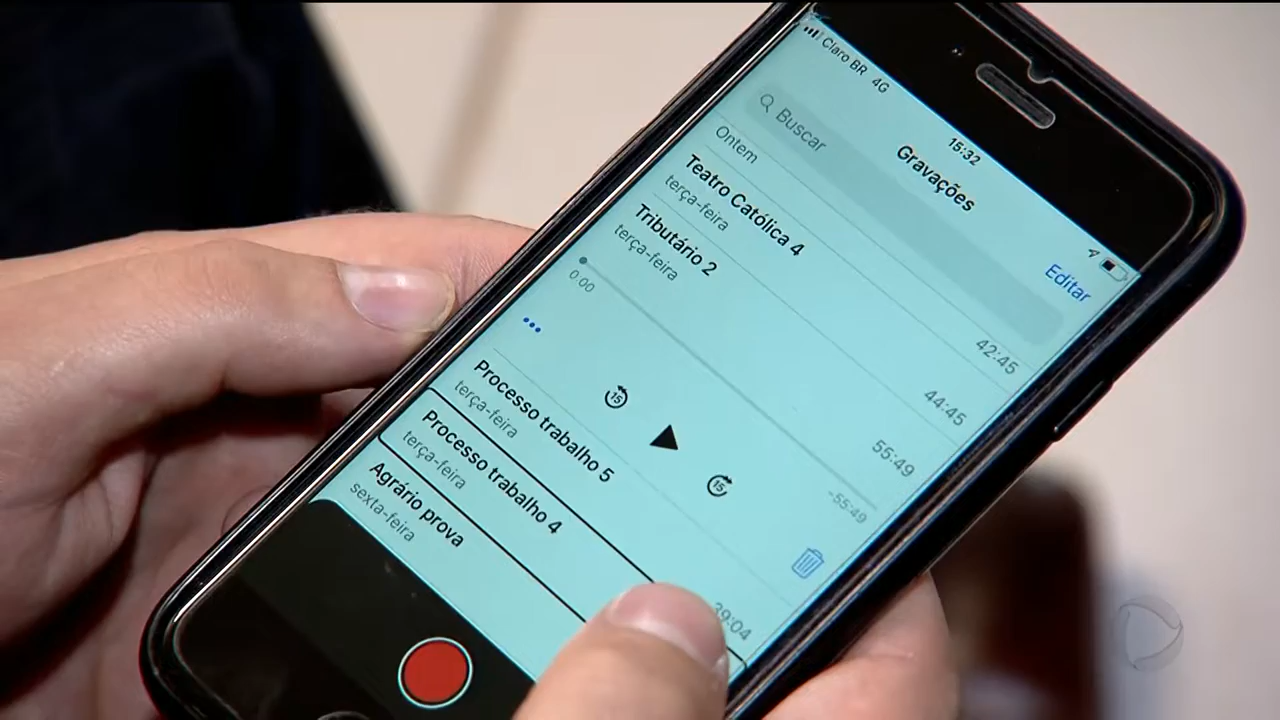 Claro BR 4G
15:32
Gravações
Editar
Buscar
Ontem
42:45
Teatro Católica 4
terça-feira
44:45
Tributário 2
terça-feira
55:49
0:00
-55:49
15
15
Processo trabalho 5
terça-feira
39:04
Processo trabalho 4
terça-feira
Agrário prova
sexta-feira